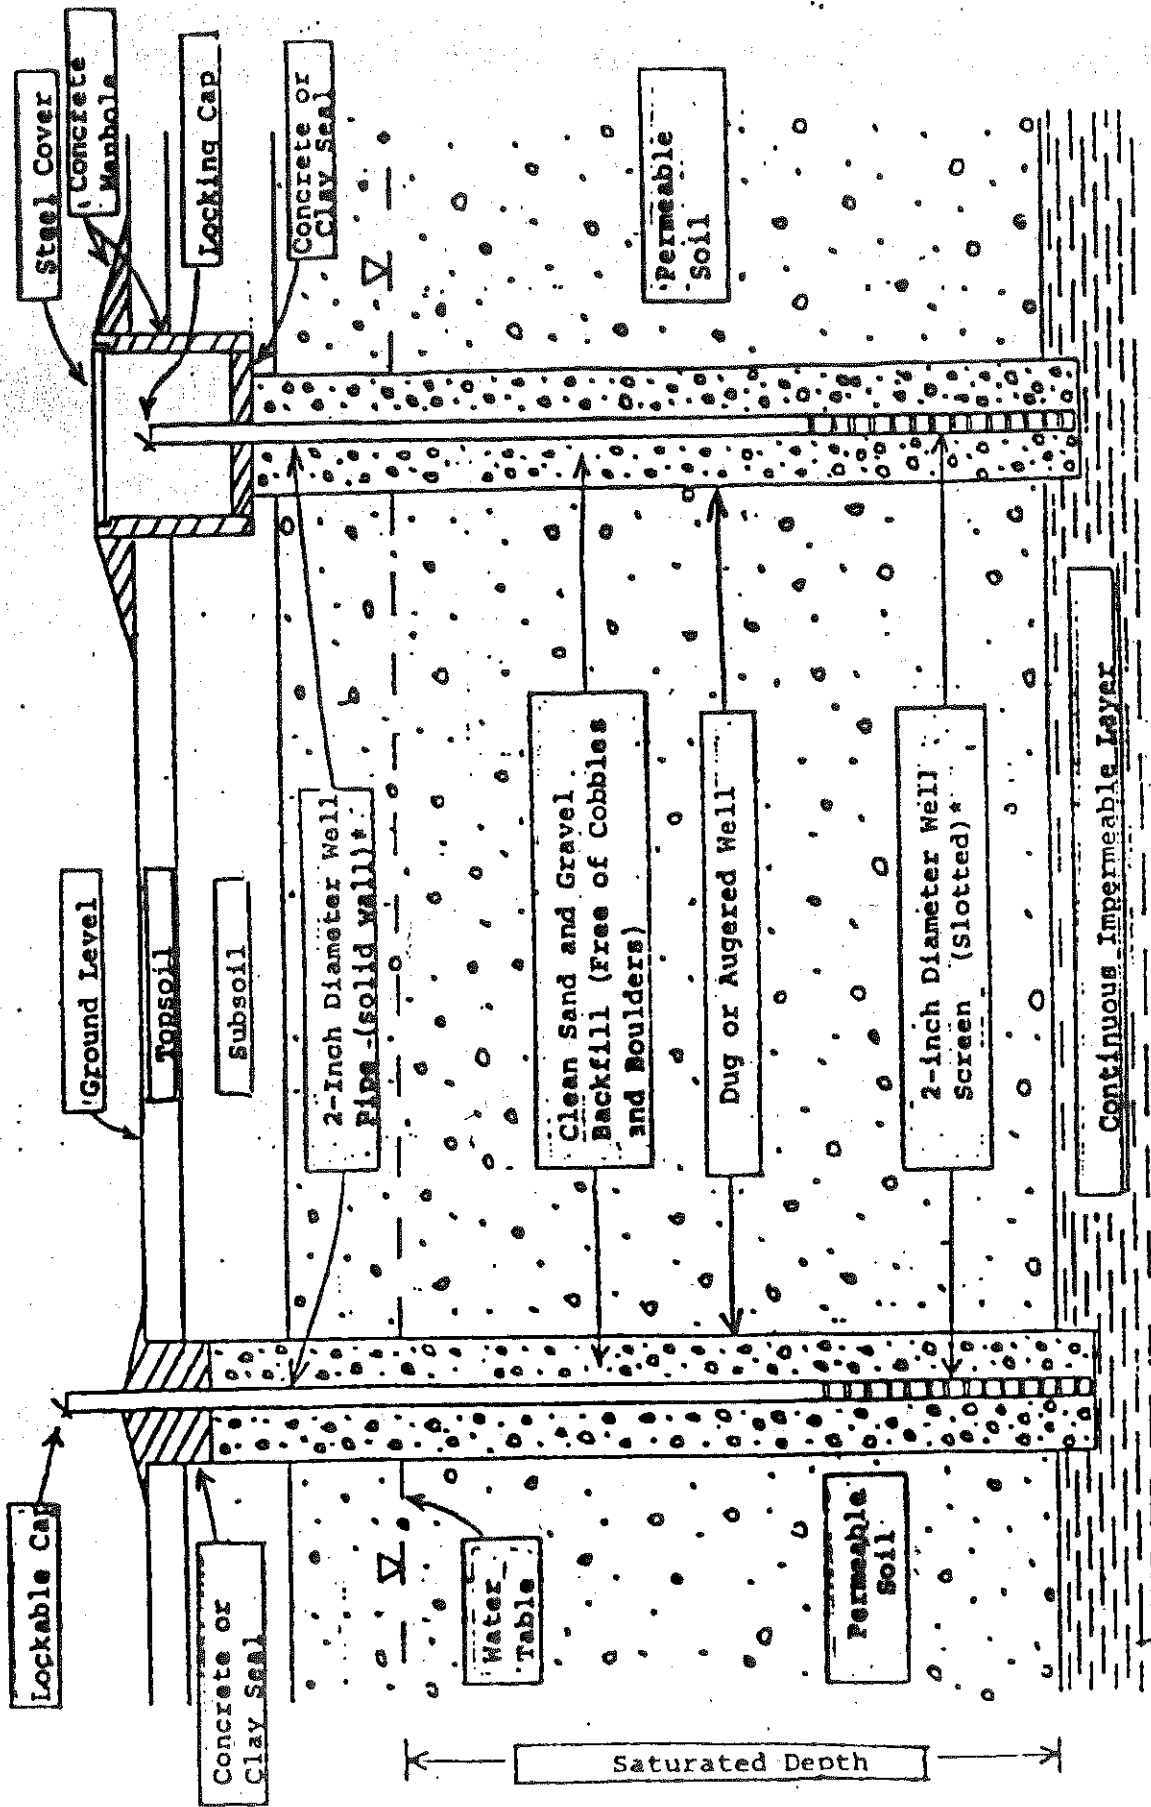 Lockable Cap
Concrete or
Clay Seal
Ground Level
Topsoil
Subsoil
Steel Cover
Concrete
Manhole
Locking Cap
Concrete or
Clay Seal
2-Inch Diameter Well
Pipe (solid wall)*
Water
Table
Clean Sand and Gravel
Backfill (Free of Cobbles
and Boulders)
Dug or Augered Well
2-inch Diameter Well
Screen (Slotted)*
Permeable
Soil
Permeable
Soil
Continuous Impermeable Layer
Saturated Depth